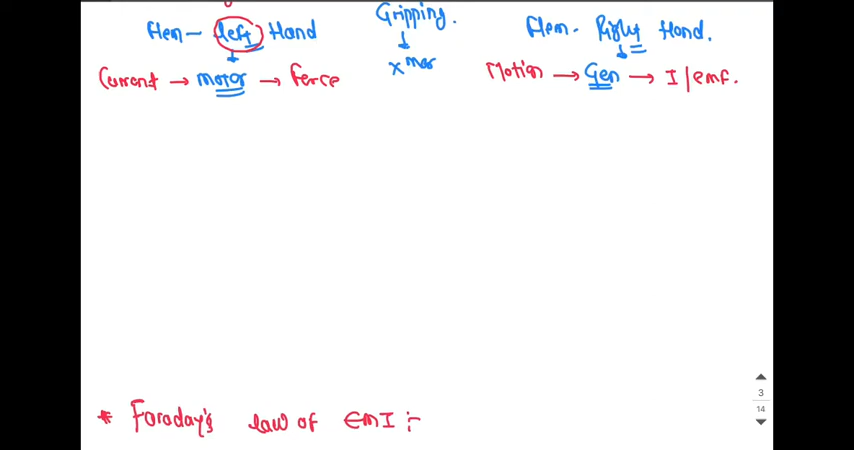 Gripping.
Flem - left Hand
Flem. Right Hand.
xmer
Current → motor → Force
Motion → Gen → I/emf.
3
14
* Faraday's law of EMI :-